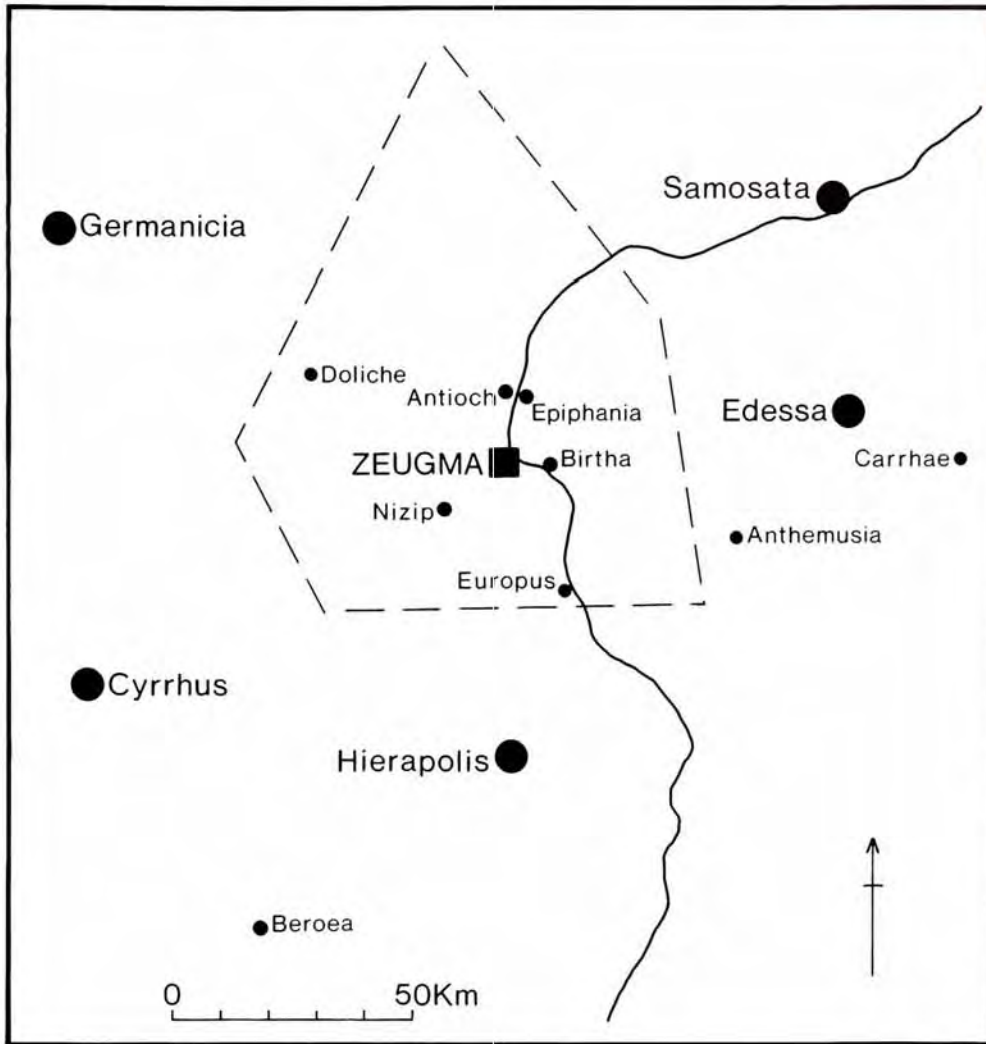 Samosata
Germanicia
Doliche
Antioch
Epiphania
Edessa
ZEUGMA
Birtha
Carrhae
Nizip
Anthemusia
Europus
Cyrrhus
Hierapolis
Beroea
0 50Km